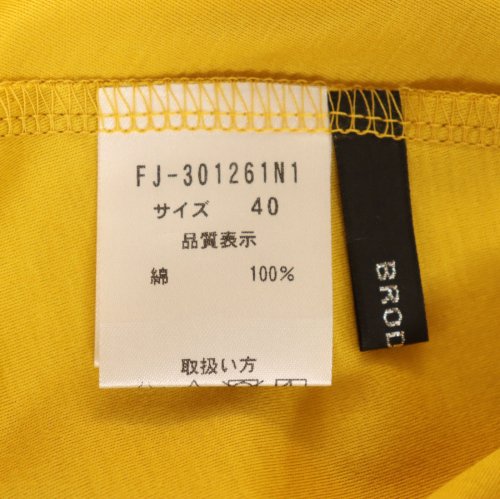 FJ-301261N1
サイズ 40
品質表示
綿 100%
取扱い方
BROD